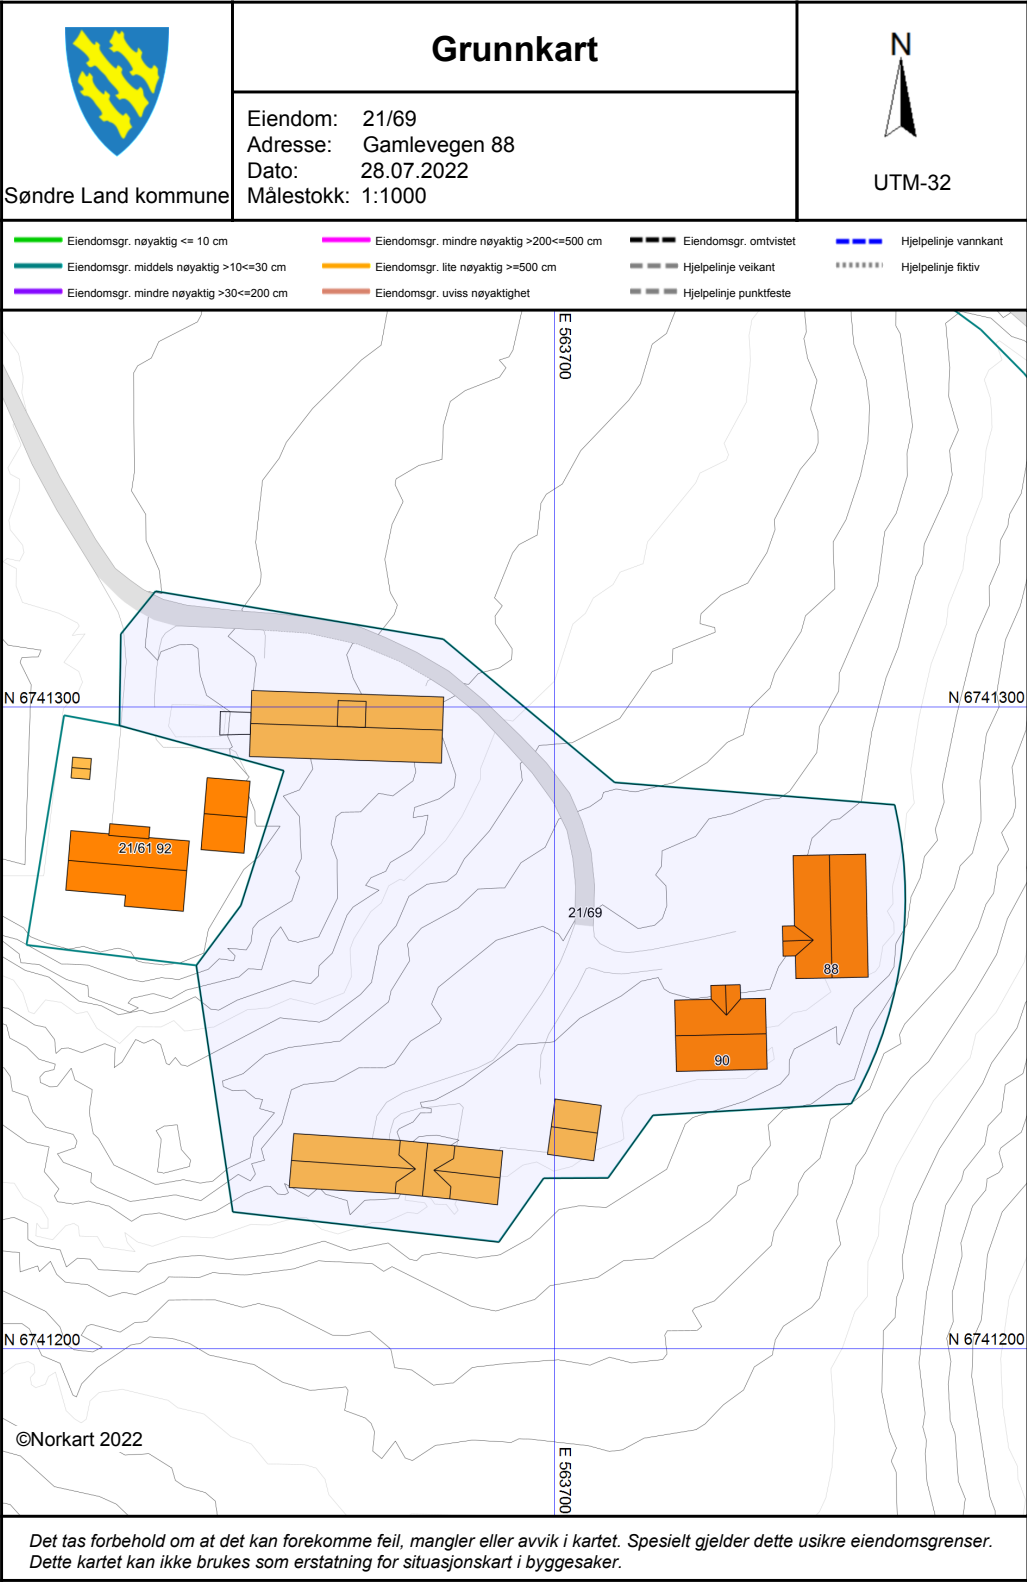 Grunnkart
Eiendom: 21/69
Adresse: Gamlevegen 88
Dato: 28.07.2022
Målestokk: 1:1000
Søndre Land kommune
N
UTM-32
Eiendomsgr. nøyaktig <= 10 cm
Eiendomsgr. middels nøyaktig >10<=30 cm
Eiendomsgr. mindre nøyaktig >30<=200 cm
Eiendomsgr. mindre nøyaktig >200<=500 cm
Eiendomsgr. lite nøyaktig >=500 cm
Eiendomsgr. uviss nøyaktighet
Eiendomsgr. omtvistet
Hjelpelinje veikant
Hjelpelinje punktfeste
Hjelpelinje vannkant
Hjelpelinje fiktiv
E 563700
N 6741300
N 6741300
21/61 92
21/69
88
90
N 6741200
N 6741200
©Norkart 2022
E 563700
Det tas forbehold om at det kan forekomme feil, mangler eller avvik i kartet. Spesielt gjelder dette usikre eiendomsgrenser.
Dette kartet kan ikke brukes som erstatning for situasjonskart i byggesaker.